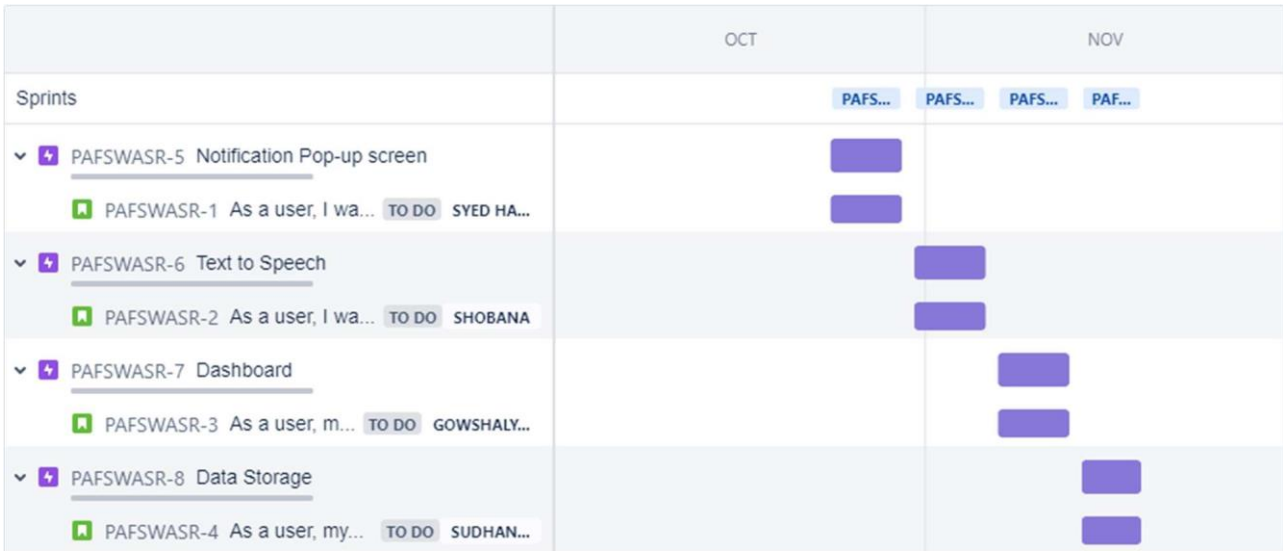 OCT NOV
Sprints PAFS... PAFS... PAFS... PAF...
PAFSWASR-5 Notification Pop-up screen
PAFSWASR-1 As a user, I wa... TO DO SYED HA...
PAFSWASR-6 Text to Speech
PAFSWASR-2 As a user, I wa... TO DO SHOBANA
PAFSWASR-7 Dashboard
PAFSWASR-3 As a user, m... TO DO GOWSHALY...
PAFSWASR-8 Data Storage
PAFSWASR-4 As a user, my... TO DO SUDHAN...